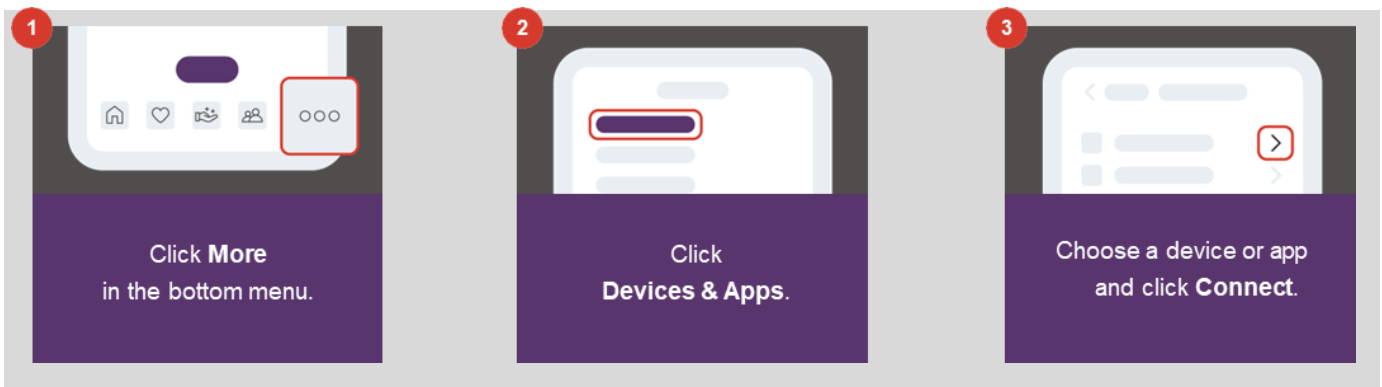 1
Click More
in the bottom menu.
2
Click
Devices & Apps.
3
Choose a device or app
and click Connect.